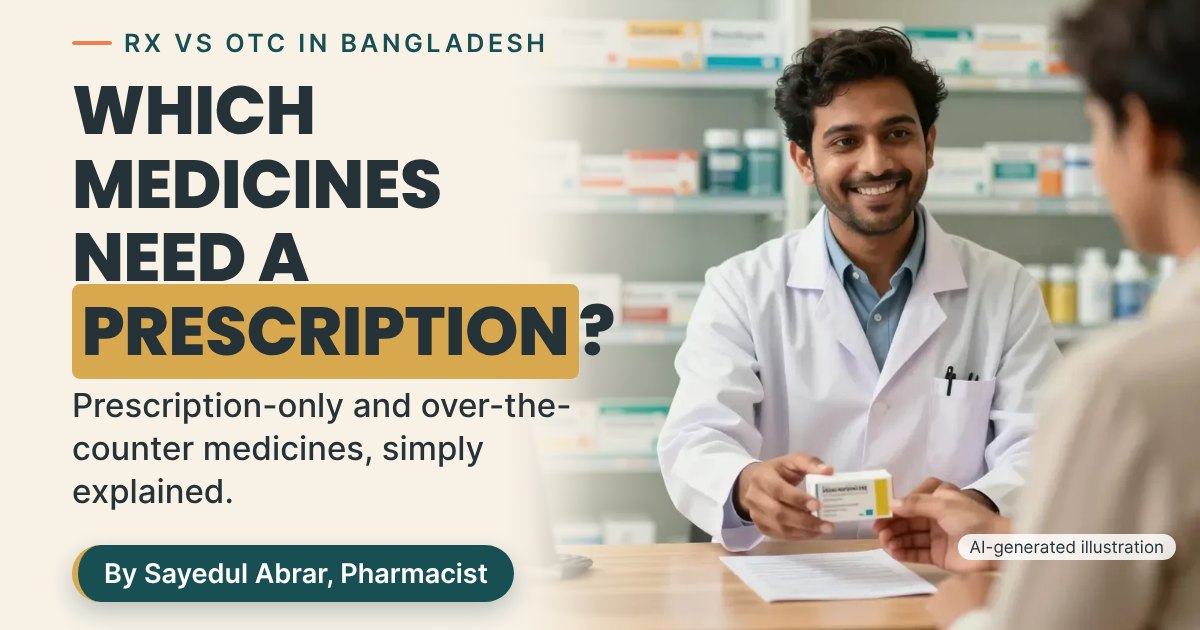 RX VS OTC IN BANGLADESH
WHICH
MEDICINES
NEED A
PRESCRIPTION?
Prescription-only and over-the-
counter medicines, simply
explained.
By Sayedul Abrar, Pharmacist
AI-generated illustration